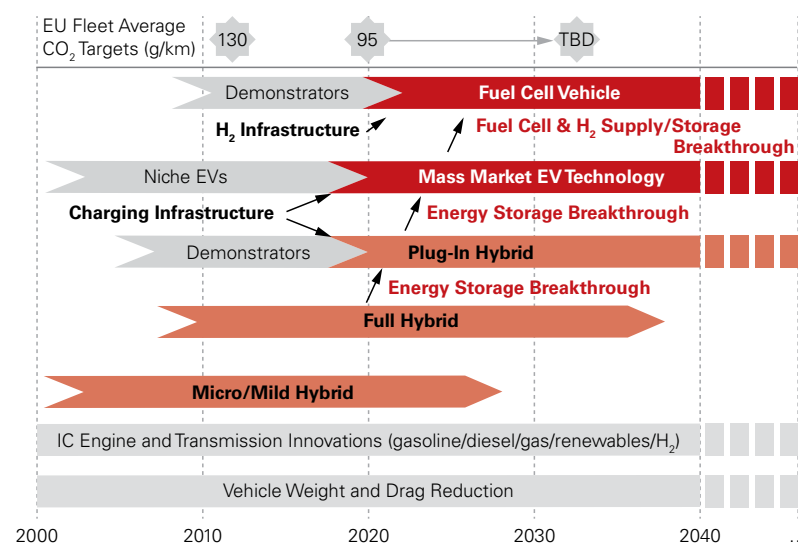 EU Fleet Average
CO₂ Targets (g/km)
130
95
TBD
Demonstrators
Fuel Cell Vehicle
H₂ Infrastructure
Fuel Cell & H₂ Supply/Storage
Breakthrough
Niche EVs
Mass Market EV Technology
Charging Infrastructure
Energy Storage Breakthrough
Demonstrators
Plug-In Hybrid
Energy Storage Breakthrough
Full Hybrid
Micro/Mild Hybrid
IC Engine and Transmission Innovations (gasoline/diesel/gas/renewables/H₂)
Vehicle Weight and Drag Reduction
2000 2010 2020 2030 2040 ..